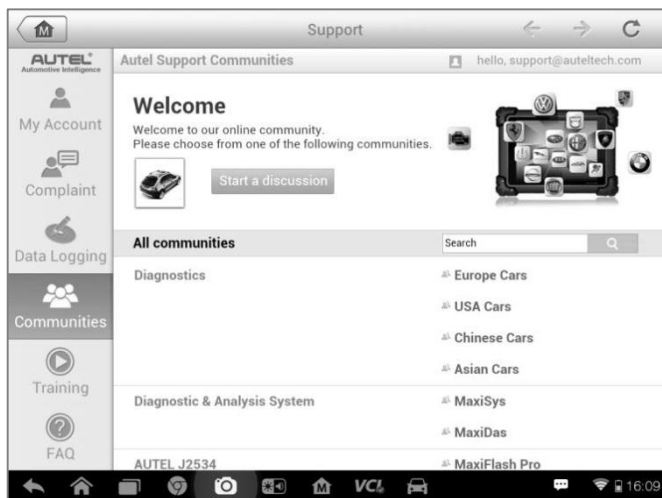 Support
AUTEL®
Automotive Intelligence
Autel Support Communities
hello, support@auteltech.com
My Account
Complaint
Data Logging
Communities
Training
FAQ
Welcome
Welcome to our online community.
Please choose from one of the following communities.
Start a discussion
All communities
Search
Diagnostics
Europe Cars
USA Cars
Chinese Cars
Asian Cars
Diagnostic & Analysis System
MaxiSys
MaxiDas
AUTEL J2534
MaxiFlash Pro
VCI
16:09